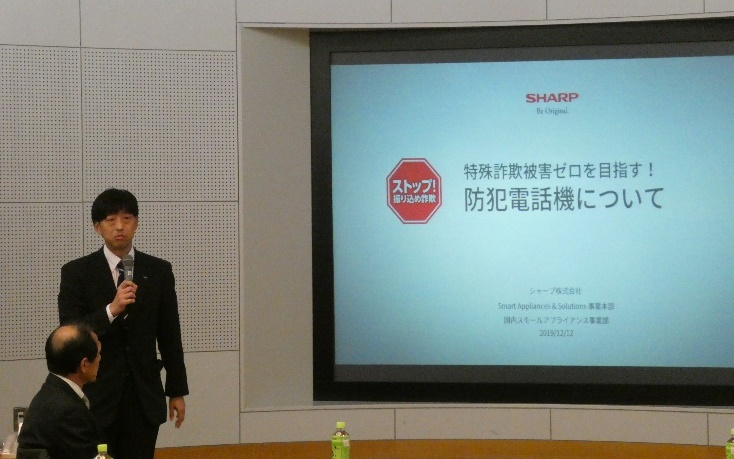 SHARP
Be Original.
ストップ!
振り込め詐欺
特殊詐欺被害ゼロを目指す!
防犯電話機について
シャープ株式会社
Smart Appliances & Solutions 事業本部
国内スモールアプライアンス事業部
2019/12/12